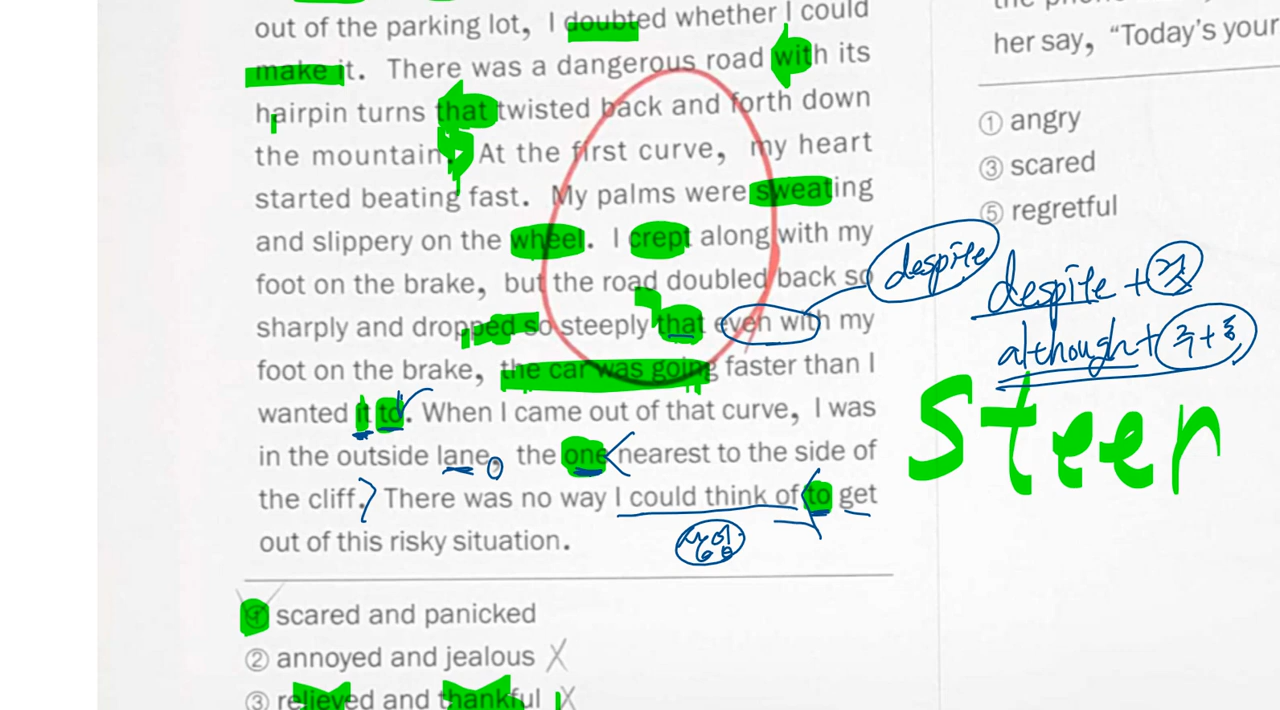 out of the parking lot, I doubted whether I could
make it. There was a dangerous road with its
hairpin turns that twisted back and forth down
the mountain. At the first curve, my heart
started beating fast. My palms were sweating
and slippery on the wheel. I crept along with my
foot on the brake, but the road doubled back so
sharply and dropped so steeply that even with my
foot on the brake, the car was going faster than I
wanted it to. When I came out of that curve, I was
in the outside lane, the one nearest to the side of
the cliff. There was no way I could think of to get
out of this risky situation.
① scared and panicked
② annoyed and jealous X
③ relieved and thankful X
her say, “Today's your
① angry
③ scared
⑤ regretful
despite
despite +
although + 주+동
Steer